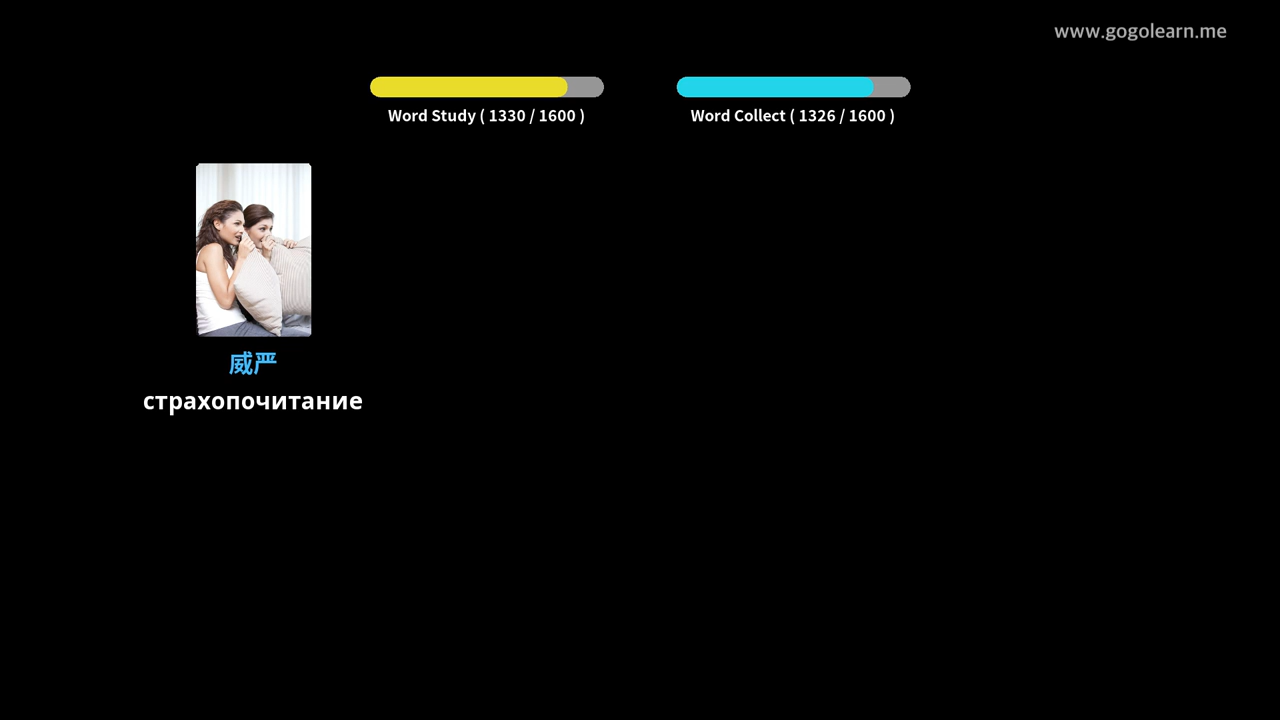 www.gogolearn.me
Word Study ( 1330 / 1600 )
Word Collect ( 1326 / 1600 )
威严
страхопочитание